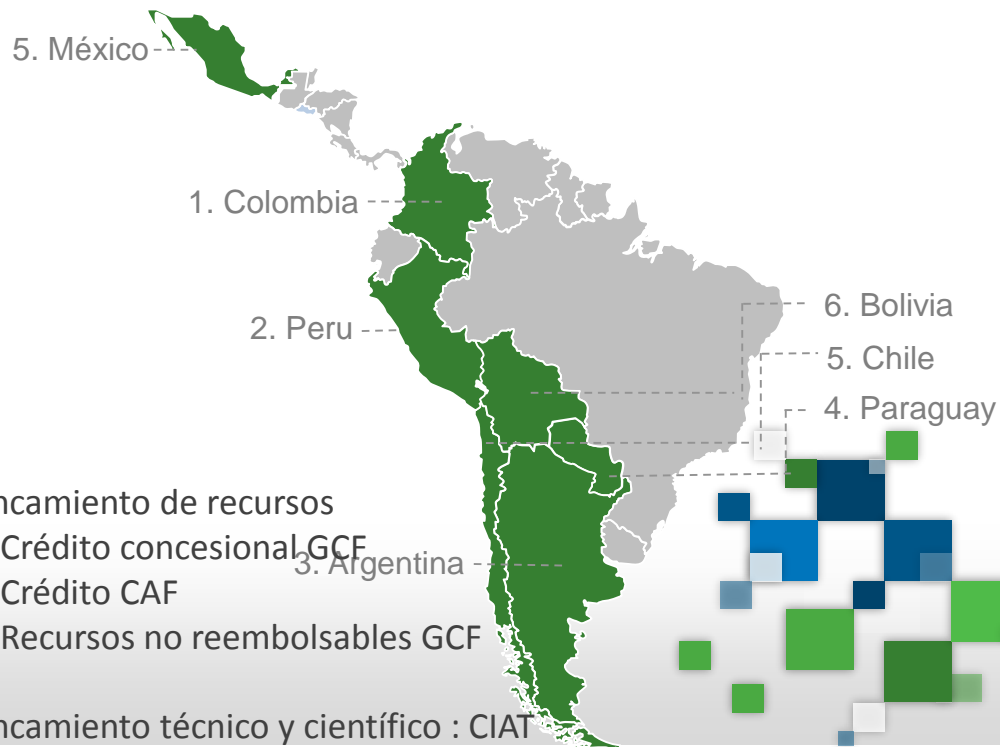 5. México
1. Colombia
2. Peru
6. Bolivia
5. Chile
4. Paraguay
3. Argentina
ncamiento de recursos
Crédito concesional GCF
Crédito CAF
Recursos no reembolsables GCF
ncamiento técnico y científico : CIAT